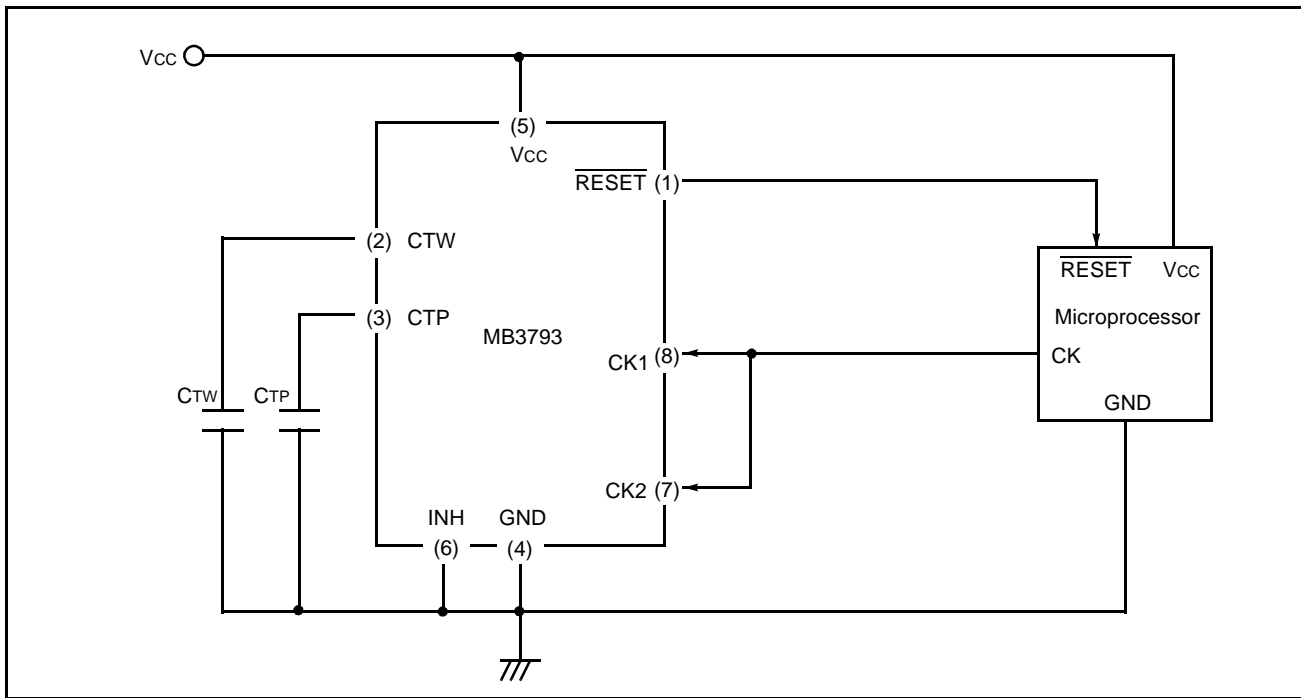 VCC
(5)
VCC
RESET (1)
(2) CTW
RESET VCC
(3) CTP
Microprocessor
MB3793
CK1 (8)
CK
CTW CTP
GND
CK2 (7)
INH GND
(6) (4)